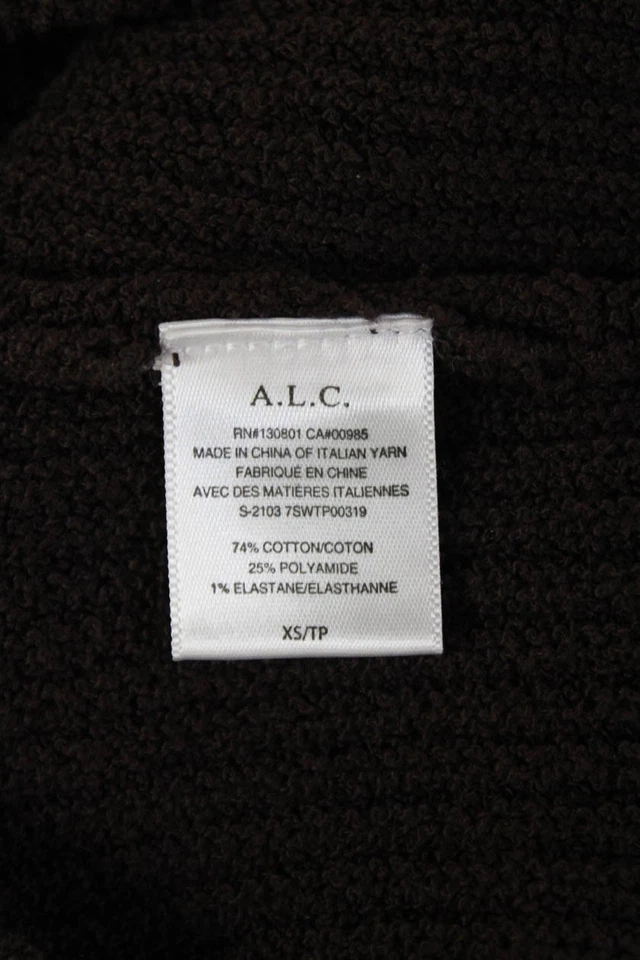 A.L.C.
RN#130801 CA#00985
MADE IN CHINA OF ITALIAN YARN
FABRIQUÉ EN CHINE
AVEC DES MATIÈRES ITALIENNES
S-2103 7SWTP00319
74% COTTON/COTON
25% POLYAMIDE
1% ELASTANE/ÉLASTHANNE
XS/TP